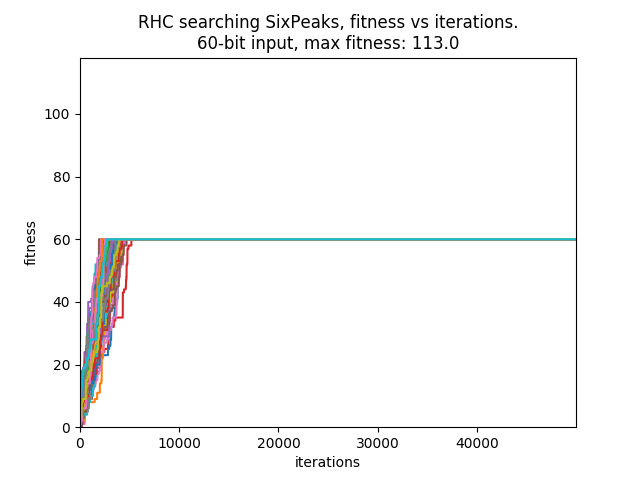 RHC searching SixPeaks, fitness vs iterations.
60-bit input, max fitness: 113.0
100
80
60
40
20
0
fitness
0 10000 20000 30000 40000
iterations